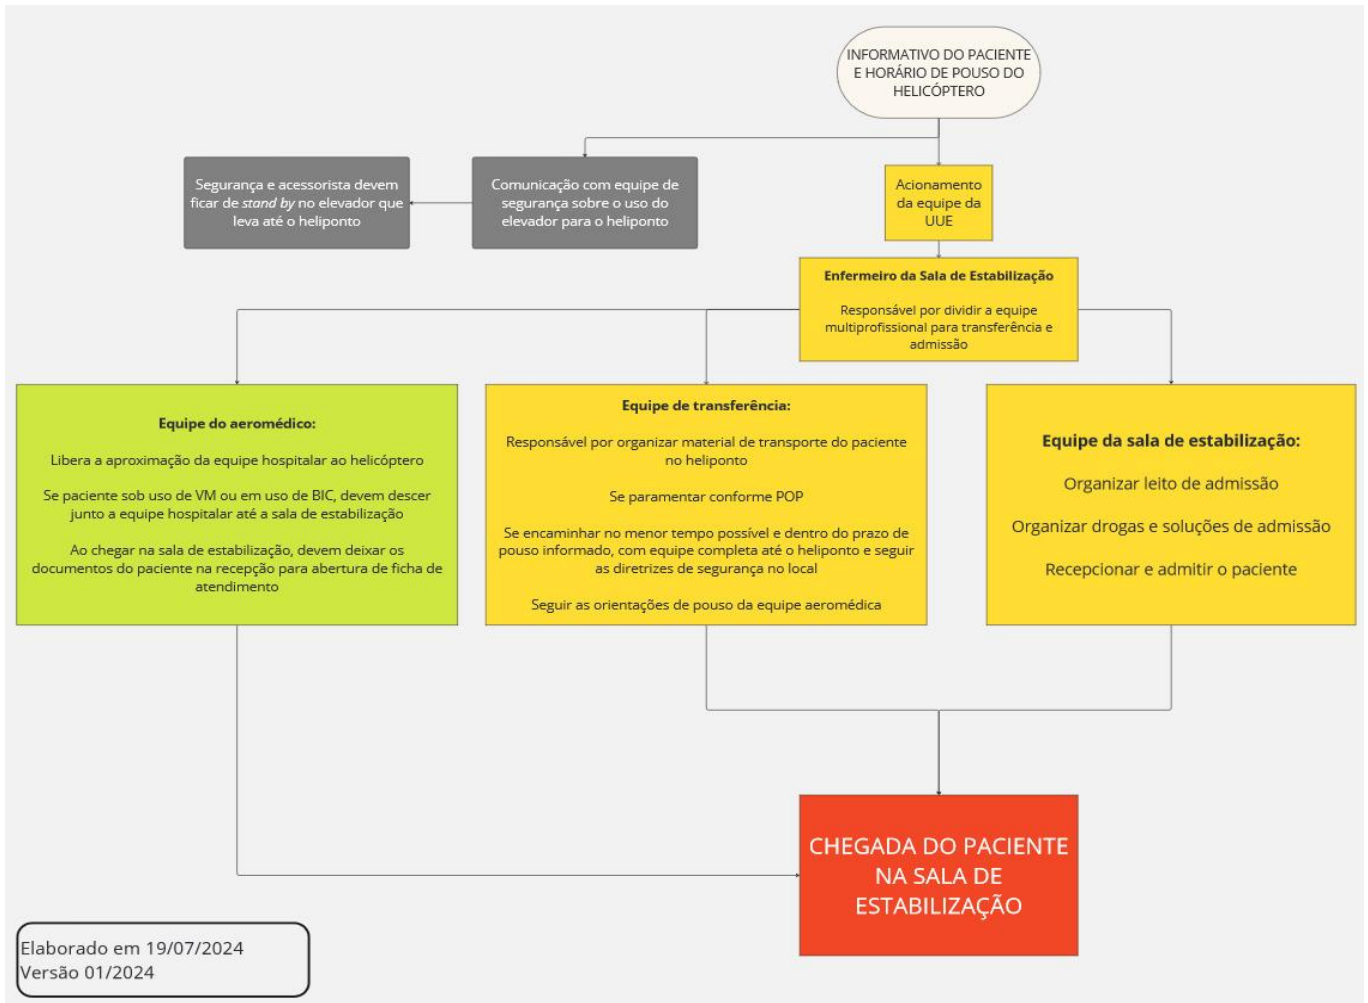 INFORMATIVO DO PACIENTE
E HORÁRIO DE POUSO DO
HELICÓPTERO
Segurança e acessorista devem
ficar de stand by no elevador que
leva até o heliponto
Comunicação com equipe de
segurança sobre o uso do
elevador para o heliponto
Acionamento
da equipe da
UUE
Enfermeiro da Sala de Estabilização
Responsável por dividir a equipe
multiprofissional para transferência e
admissão
Equipe do aeromédico:
Libera a aproximação da equipe hospitalar ao helicóptero
Se paciente sob uso de VM ou em uso de BIC, devem descer
junto a equipe hospitalar até a sala de estabilização
Ao chegar na sala de estabilização, devem deixar os
documentos do paciente na recepção para abertura de ficha de
atendimento
Equipe de transferência:
Responsável por organizar material de transporte do paciente
no heliponto
Se paramentar conforme POP
Se encaminhar no menor tempo possível e dentro do prazo de
pouso informado, com equipe completa até o heliponto e seguir
as diretrizes de segurança no local
Seguir as orientações de pouso da equipe aeromédica
Equipe da sala de estabilização:
Organizar leito de admissão
Organizar drogas e soluções de admissão
Recepcionar e admitir o paciente
CHEGADA DO PACIENTE
NA SALA DE
ESTABILIZAÇÃO
Elaborado em 19/07/2024
Versão 01/2024